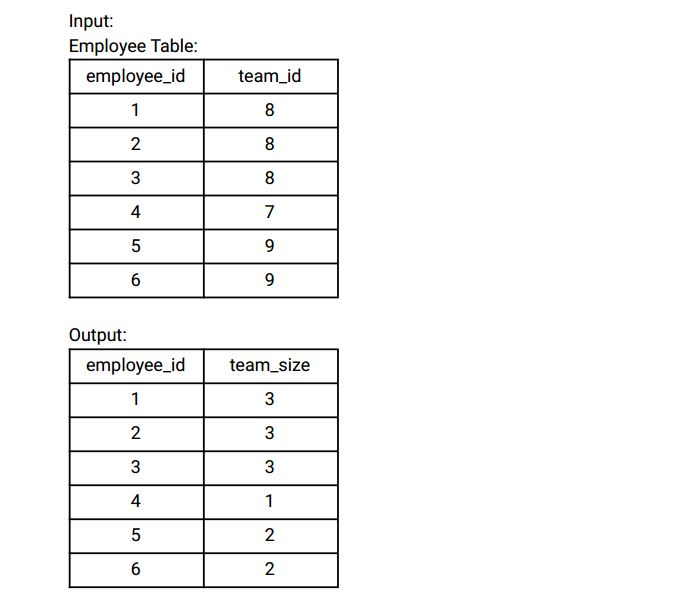 Input:
Employee Table:
employee_id team_id
1 8
2 8
3 8
4 7
5 9
6 9
Output:
employee_id team_size
1 3
2 3
3 3
4 1
5 2
6 2